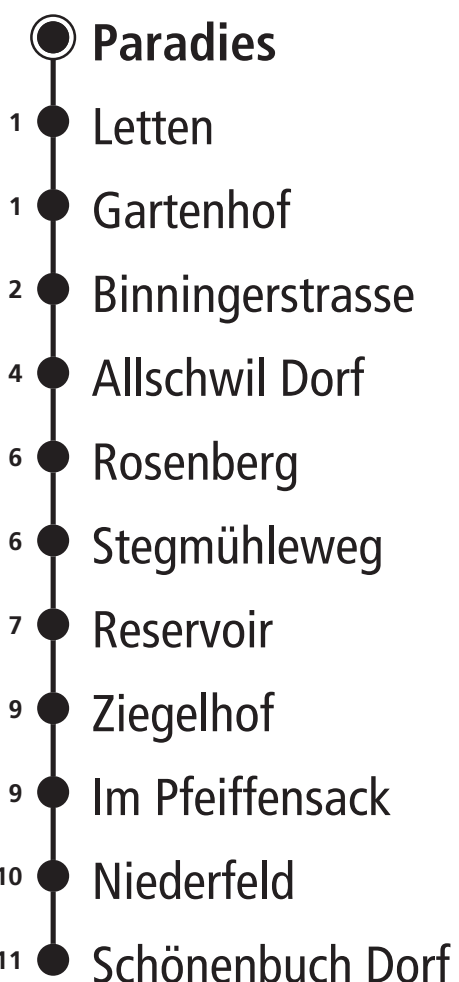 Paradies
1 Letten
1 Gartenhof
2 Binningerstrasse
4 Allschwil Dorf
6 Rosenberg
6 Stegmühleweg
7 Reservoir
9 Ziegelhof
9 Im Pfeiffensack
10 Niederfeld
11 Schönenbuch Dorf